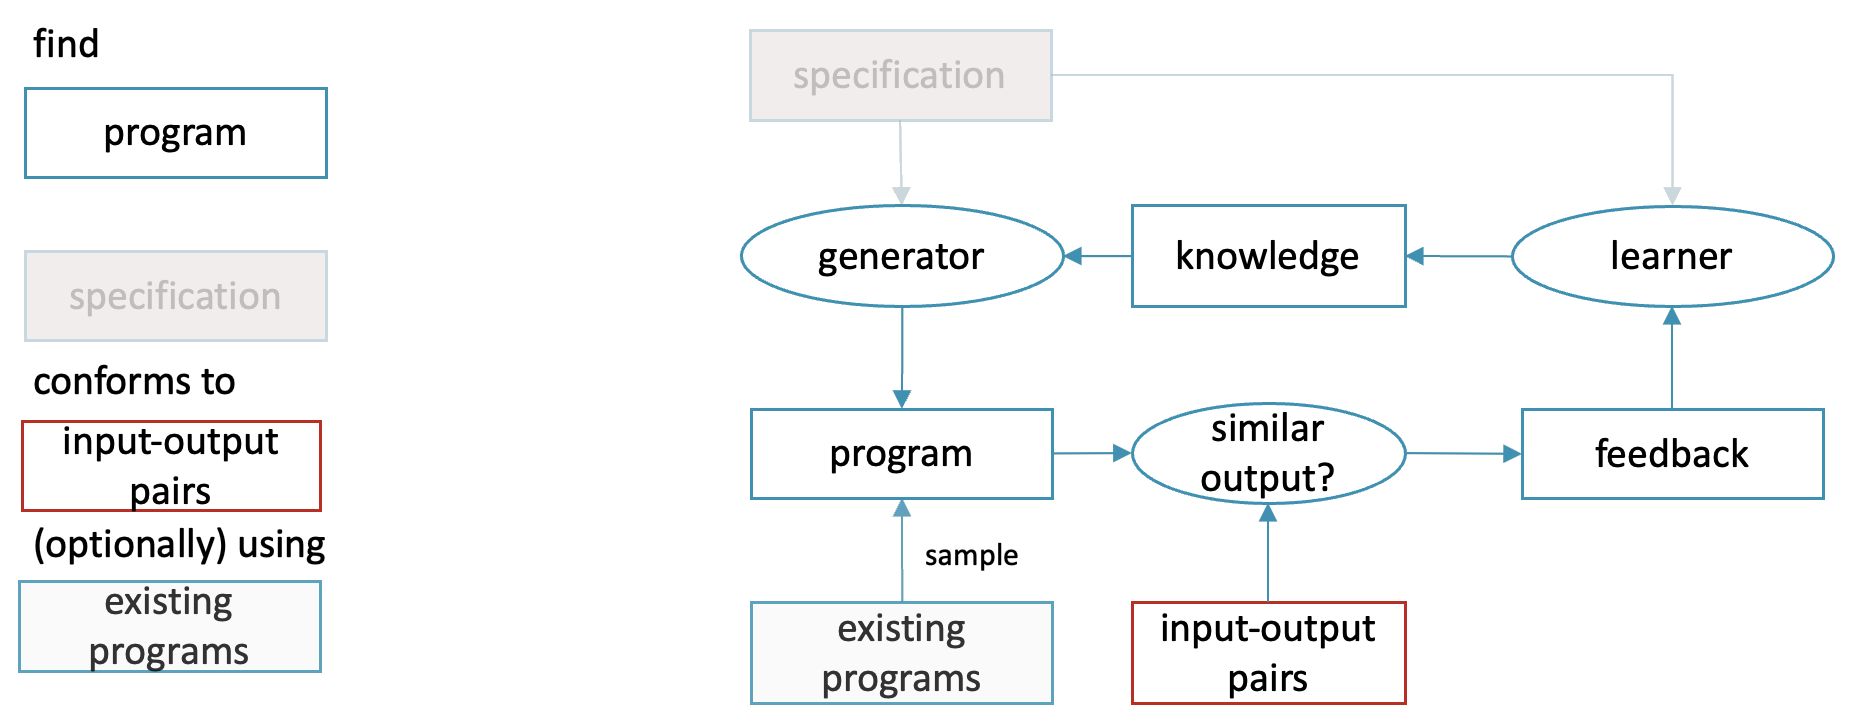 find
program
specification
conforms to
input-output
pairs
(optionally) using
existing
programs
specification
generator
knowledge
learner
program
similar
output?
feedback
sample
existing
programs
input-output
pairs